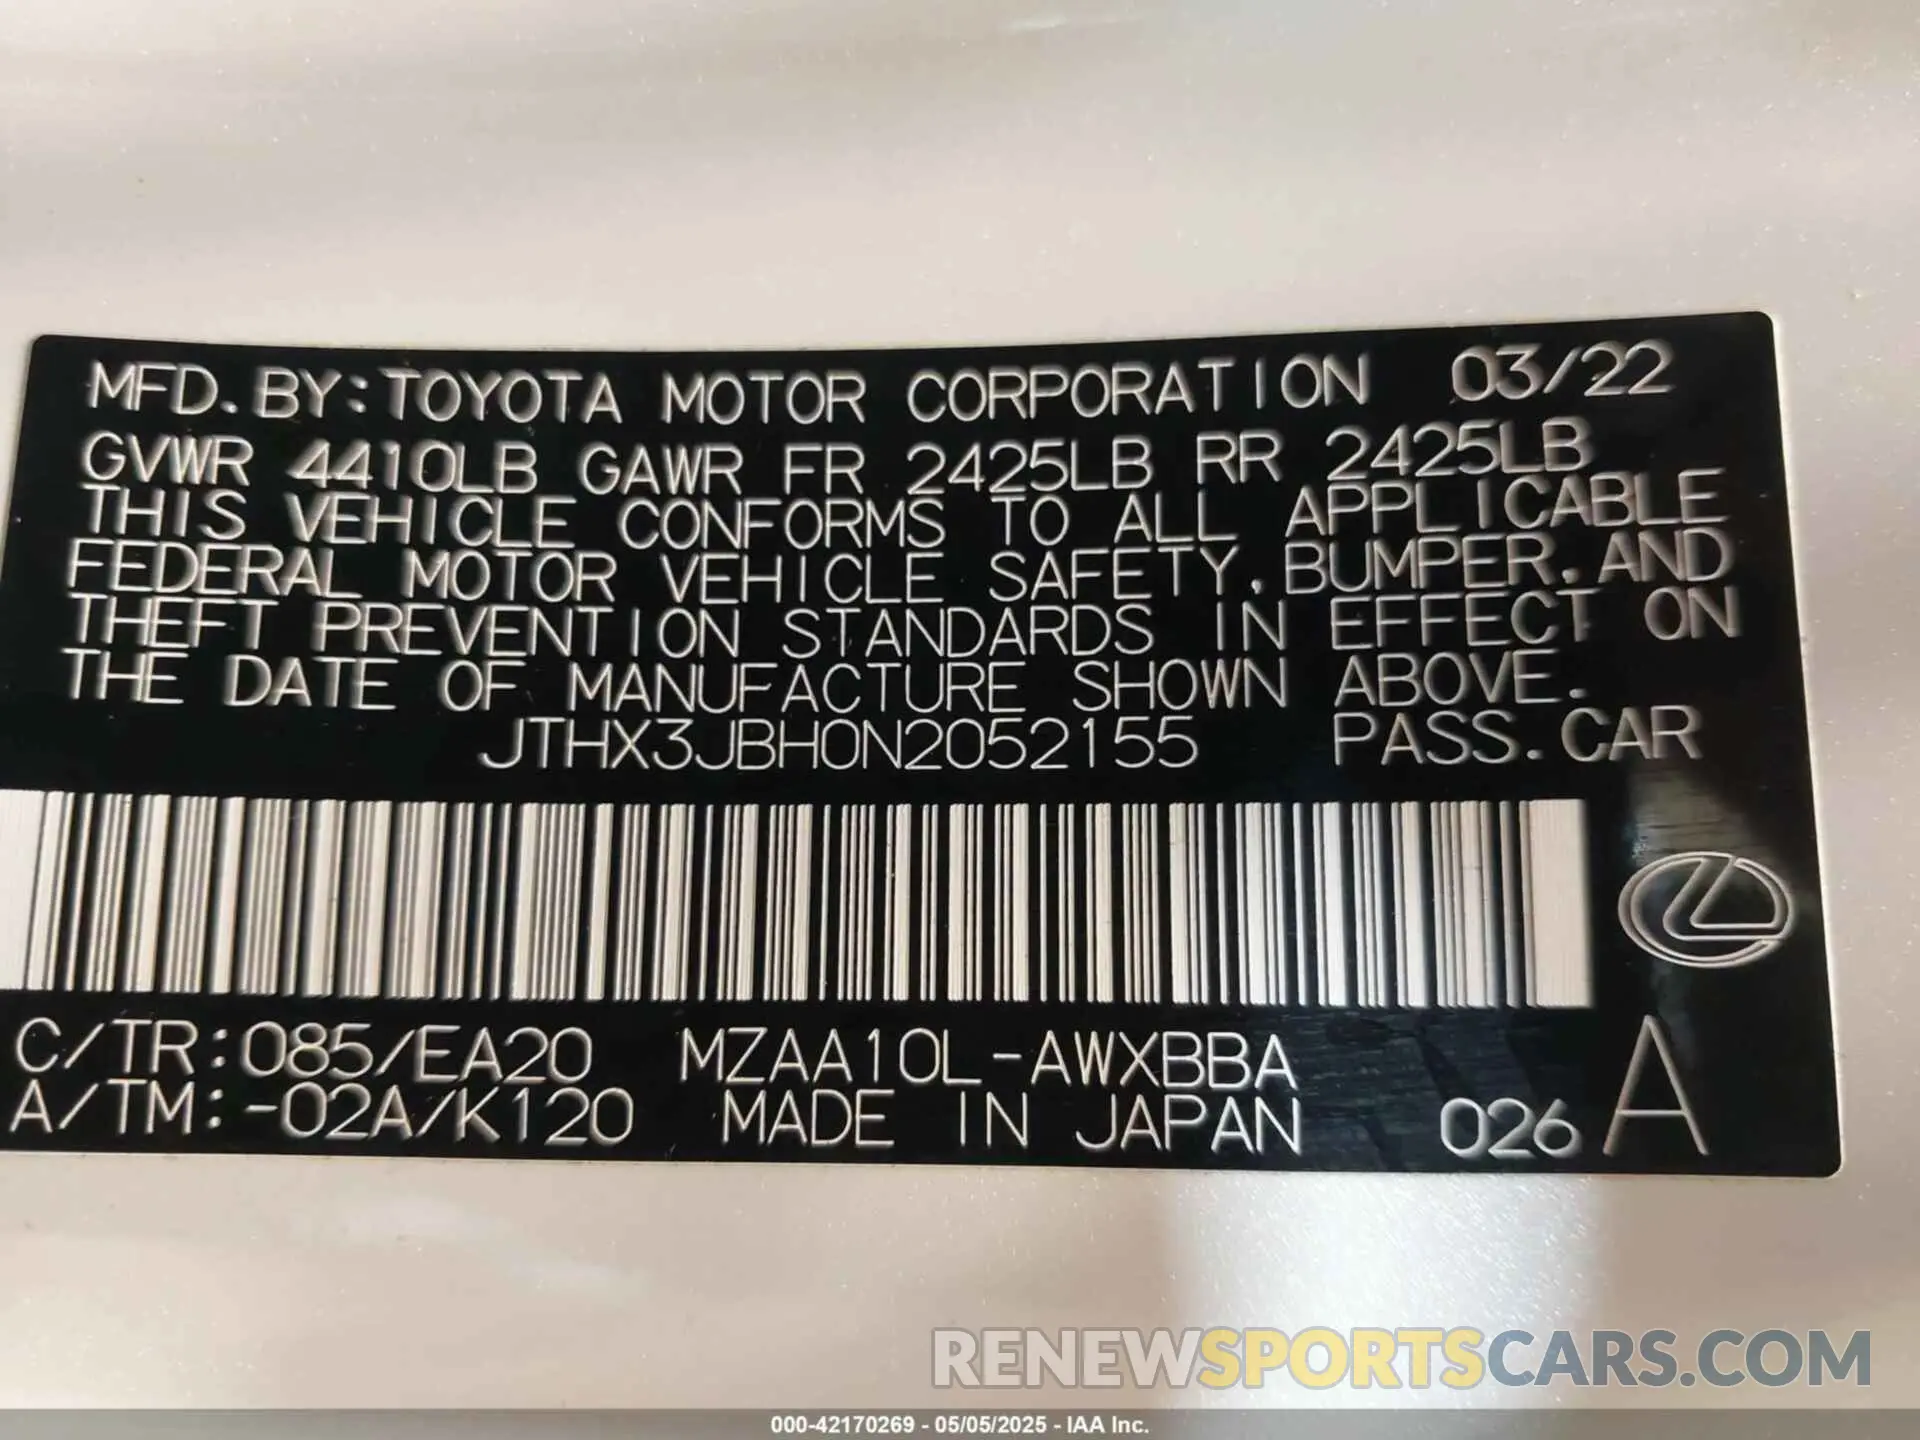 MFD. BY: TOYOTA MOTOR CORPORATION 03/22
GVWR 4410LB GAWR FR 2425LB RR 2425LB
THIS VEHICLE CONFORMS TO ALL APPLICABLE
FEDERAL MOTOR VEHICLE SAFETY, BUMPER, AND
THEFT PREVENTION STANDARDS IN EFFECT ON
THE DATE OF MANUFACTURE SHOWN ABOVE.
JTHX3JBH0N2052155 PASS. CAR
C/TR: 085/EA20 MZAA10L-AWXBBA
A/TM: -02A/K120 MADE IN JAPAN 026 A
RENEWSPORTSCARS.COM
000-42170269 - 05/05/2025 - IAA Inc.